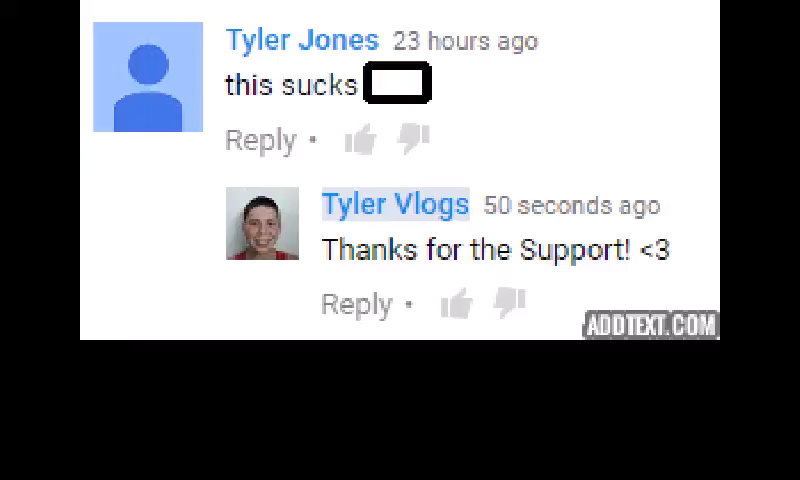 Tyler Jones 23 hours ago
this sucks
Reply •
Tyler Vlogs 50 seconds ago
Thanks for the Support! <3
Reply •
ADDTEXT.COM